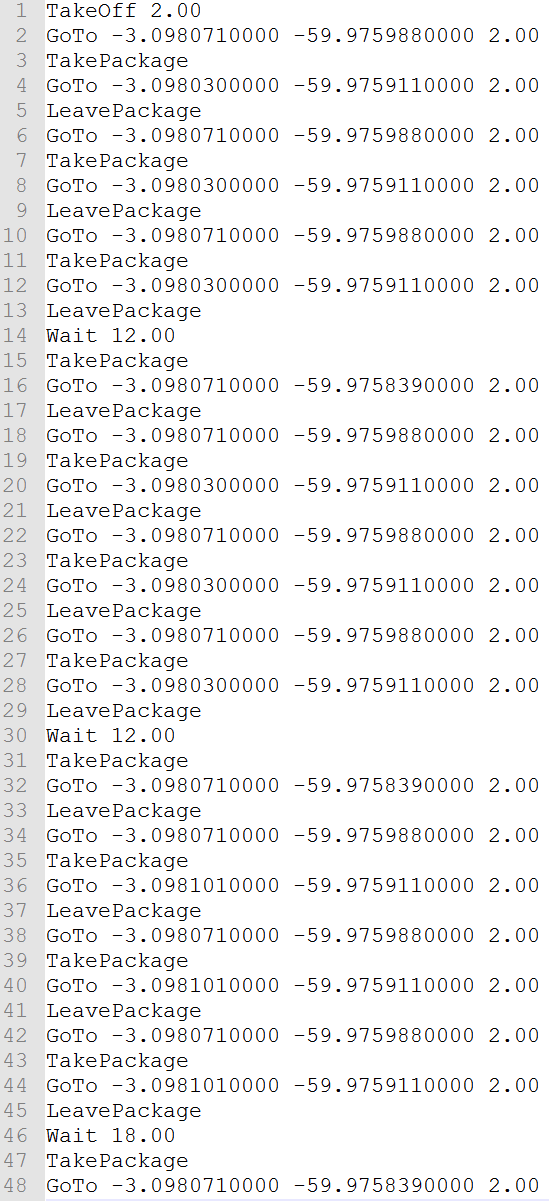 1 TakeOff 2.00
2 GoTo -3.0980710000 -59.9759880000 2.00
3 TakePackage
4 GoTo -3.0980300000 -59.9759110000 2.00
5 LeavePackage
6 GoTo -3.0980710000 -59.9759880000 2.00
7 TakePackage
8 GoTo -3.0980300000 -59.9759110000 2.00
9 LeavePackage
10 GoTo -3.0980710000 -59.9759880000 2.00
11 TakePackage
12 GoTo -3.0980300000 -59.9759110000 2.00
13 LeavePackage
14 Wait 12.00
15 TakePackage
16 GoTo -3.0980710000 -59.9758390000 2.00
17 LeavePackage
18 GoTo -3.0980710000 -59.9759880000 2.00
19 TakePackage
20 GoTo -3.0980300000 -59.9759110000 2.00
21 LeavePackage
22 GoTo -3.0980710000 -59.9759880000 2.00
23 TakePackage
24 GoTo -3.0980300000 -59.9759110000 2.00
25 LeavePackage
26 GoTo -3.0980710000 -59.9759880000 2.00
27 TakePackage
28 GoTo -3.0980300000 -59.9759110000 2.00
29 LeavePackage
30 Wait 12.00
31 TakePackage
32 GoTo -3.0980710000 -59.9758390000 2.00
33 LeavePackage
34 GoTo -3.0980710000 -59.9759880000 2.00
35 TakePackage
36 GoTo -3.0981010000 -59.9759110000 2.00
37 LeavePackage
38 GoTo -3.0980710000 -59.9759880000 2.00
39 TakePackage
40 GoTo -3.0981010000 -59.9759110000 2.00
41 LeavePackage
42 GoTo -3.0980710000 -59.9759880000 2.00
43 TakePackage
44 GoTo -3.0981010000 -59.9759110000 2.00
45 LeavePackage
46 Wait 18.00
47 TakePackage
48 GoTo -3.0980710000 -59.9758390000 2.00